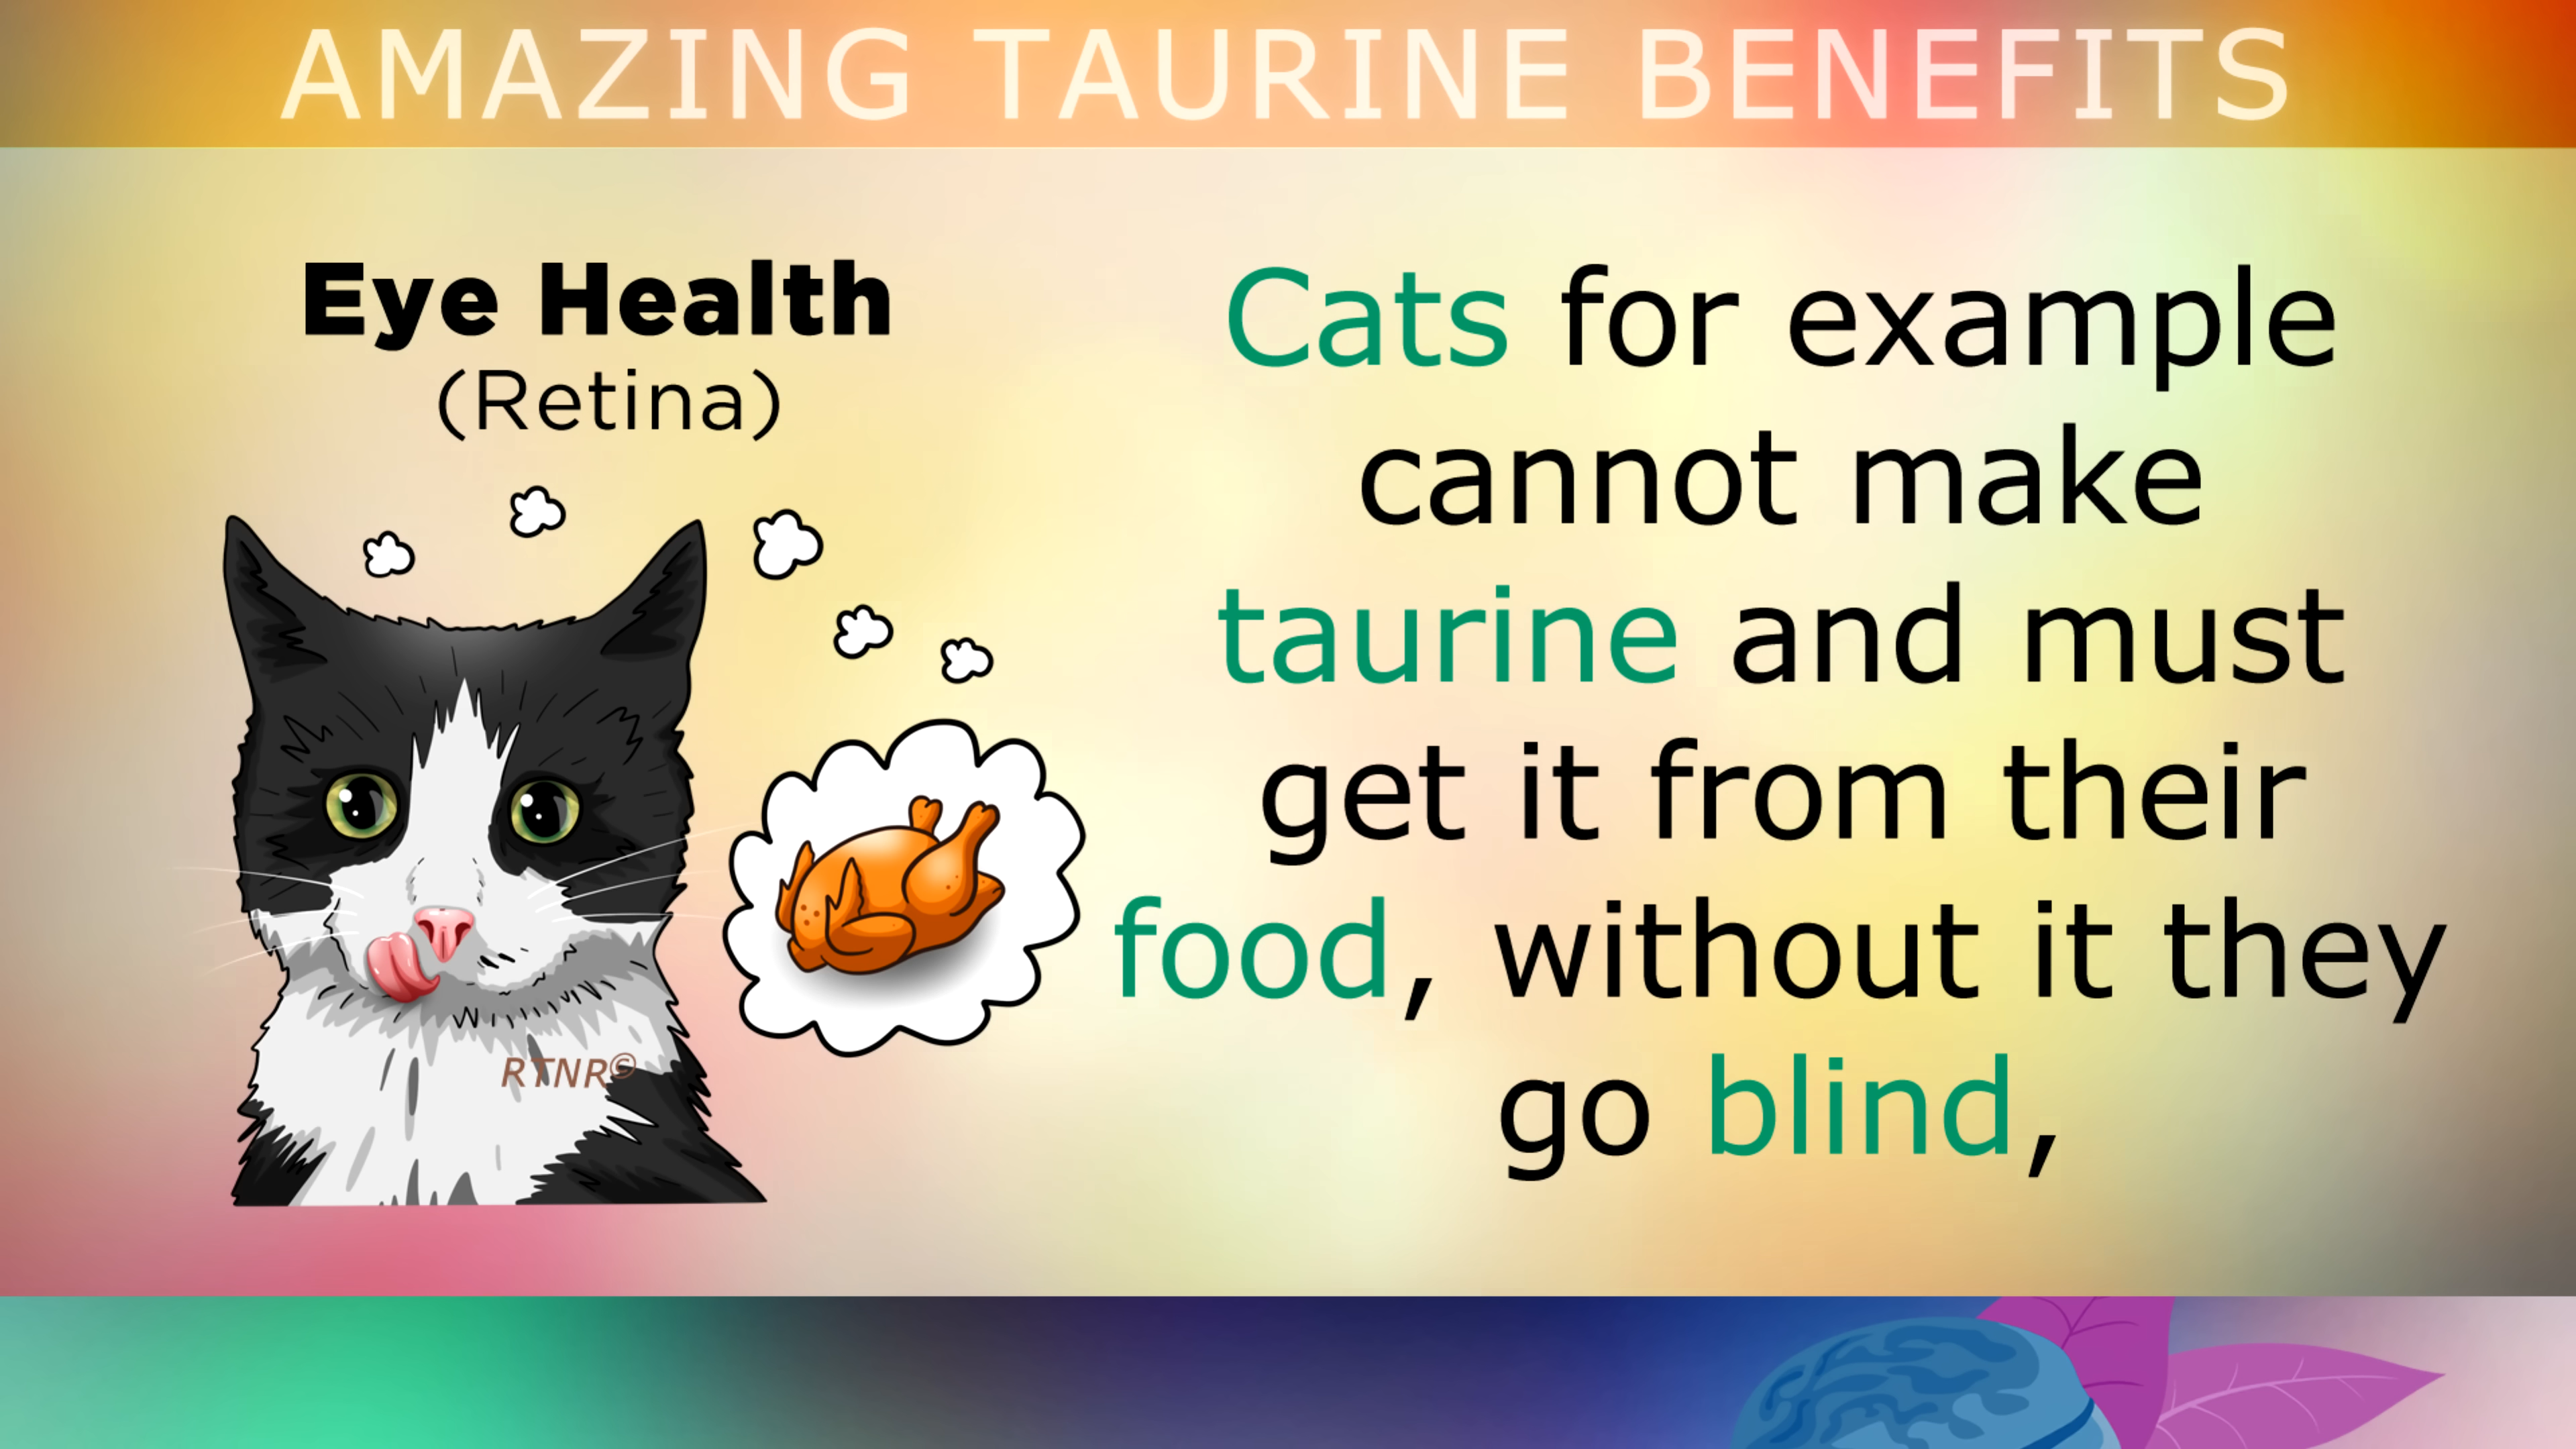 AMAZING TAURINE BENEFITS
Eye Health
(Retina)
RTNR©
Cats for example
cannot make
taurine and must
get it from their
food, without it they
go blind,